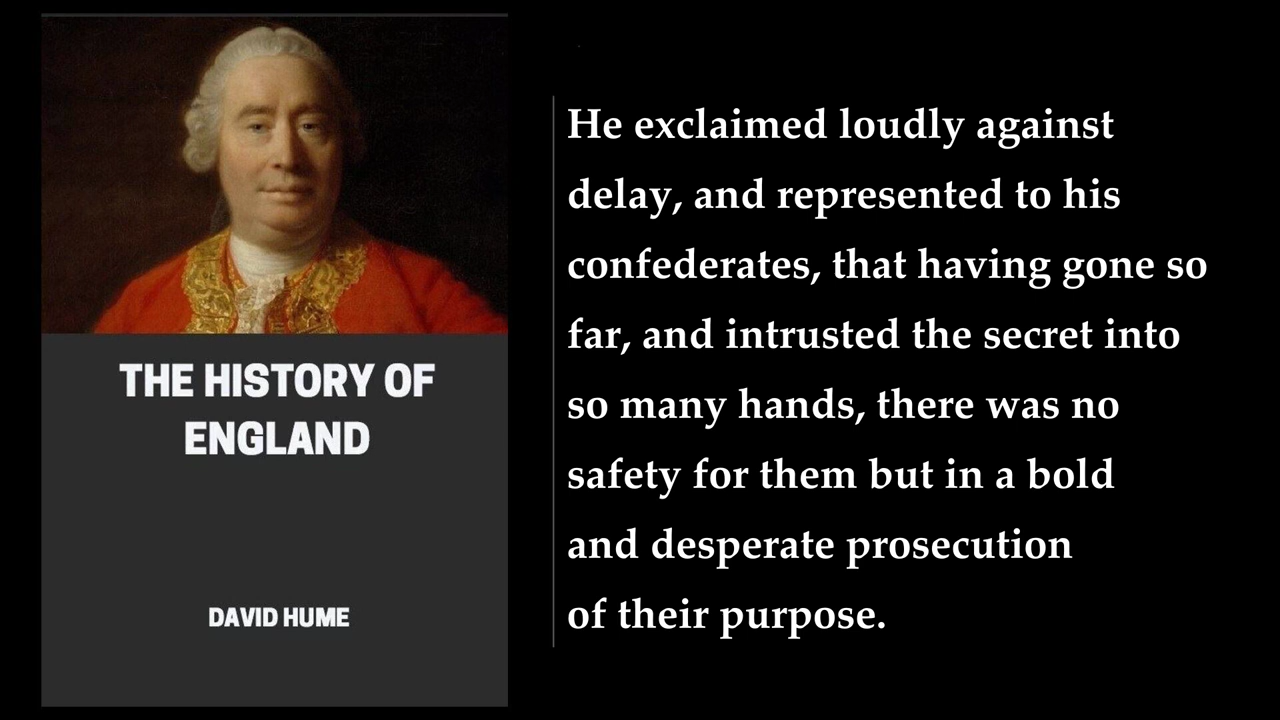 THE HISTORY OF
ENGLAND
DAVID HUME
He exclaimed loudly against
delay, and represented to his
confederates, that having gone so
far, and intrusted the secret into
so many hands, there was no
safety for them but in a bold
and desperate prosecution
of their purpose.